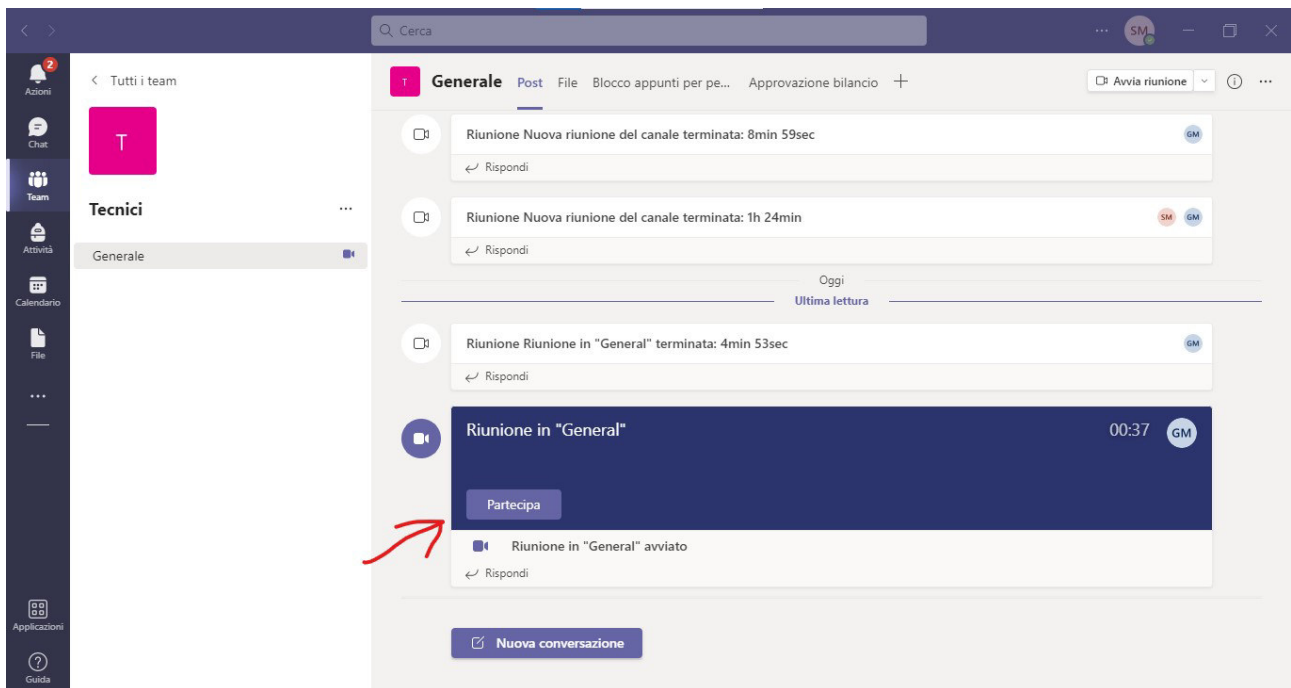 Cerca
... SM
2
Azioni
Chat
Team
Attività
Calendario
File
...
Applicazioni
Guida
< Tutti i team
T
Tecnici ...
Generale
T Generale Post File Blocco appunti per pe... Approvazione bilancio + Avvia riunione ...
Riunione Nuova riunione del canale terminata: 8min 59sec GM
Rispondi
Riunione Nuova riunione del canale terminata: 1h 24min SM GM
Rispondi
Oggi
Ultima lettura
Riunione Riunione in "General" terminata: 4min 53sec GM
Rispondi
Riunione in "General" 00:37 GM
Partecipa
Riunione in "General" avviato
Rispondi
Nuova conversazione